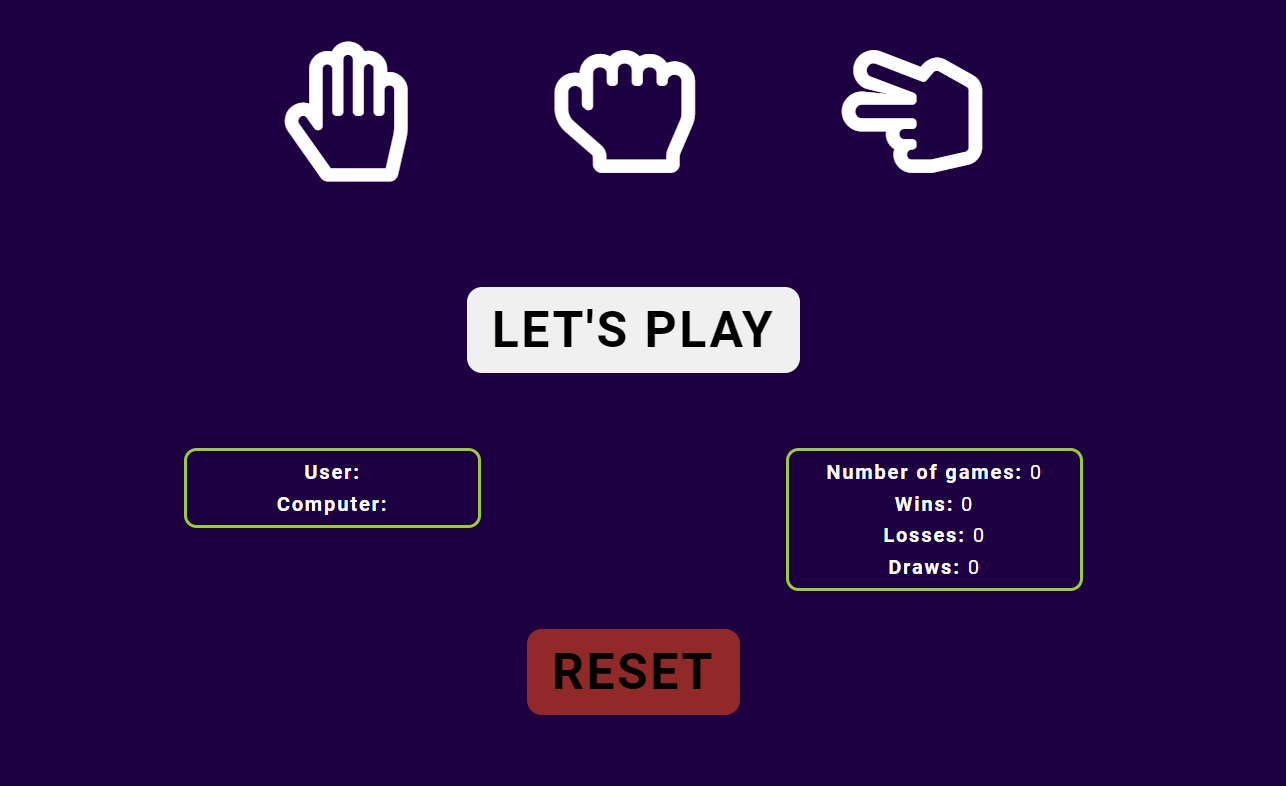 LET'S PLAY
User:
Computer:
Number of games: 0
Wins: 0
Losses: 0
Draws: 0
RESET